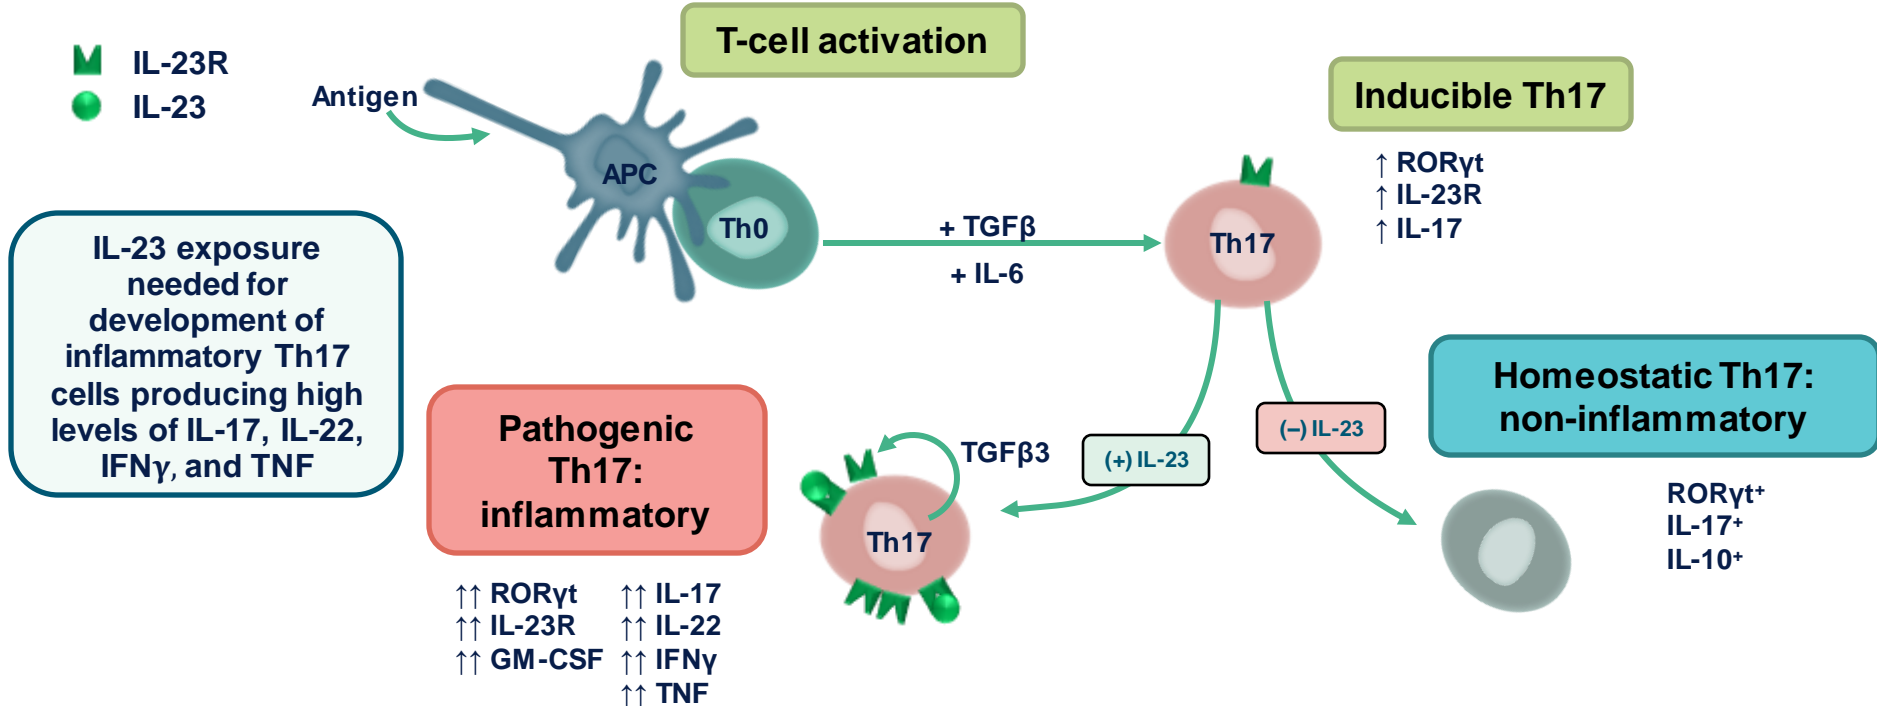 IL-23R
IL-23
Antigen
APC
Th0
T-cell activation
+ TGFβ
+ IL-6
Inducible Th17
Th17
↑ RORγt
↑ IL-23R
↑ IL-17
IL-23 exposure
needed for
development of
inflammatory Th17
cells producing high
levels of IL-17, IL-22,
IFNγ, and TNF
Pathogenic
Th17:
inflammatory
↑↑ RORγt
↑↑ IL-23R
↑↑ GM-CSF
↑↑ IL-17
↑↑ IL-22
↑↑ IFNγ
↑↑ TNF
TGFβ3
Th17
(+) IL-23
(–) IL-23
Homeostatic Th17:
non-inflammatory
RORγt⁺
IL-17⁺
IL-10⁺